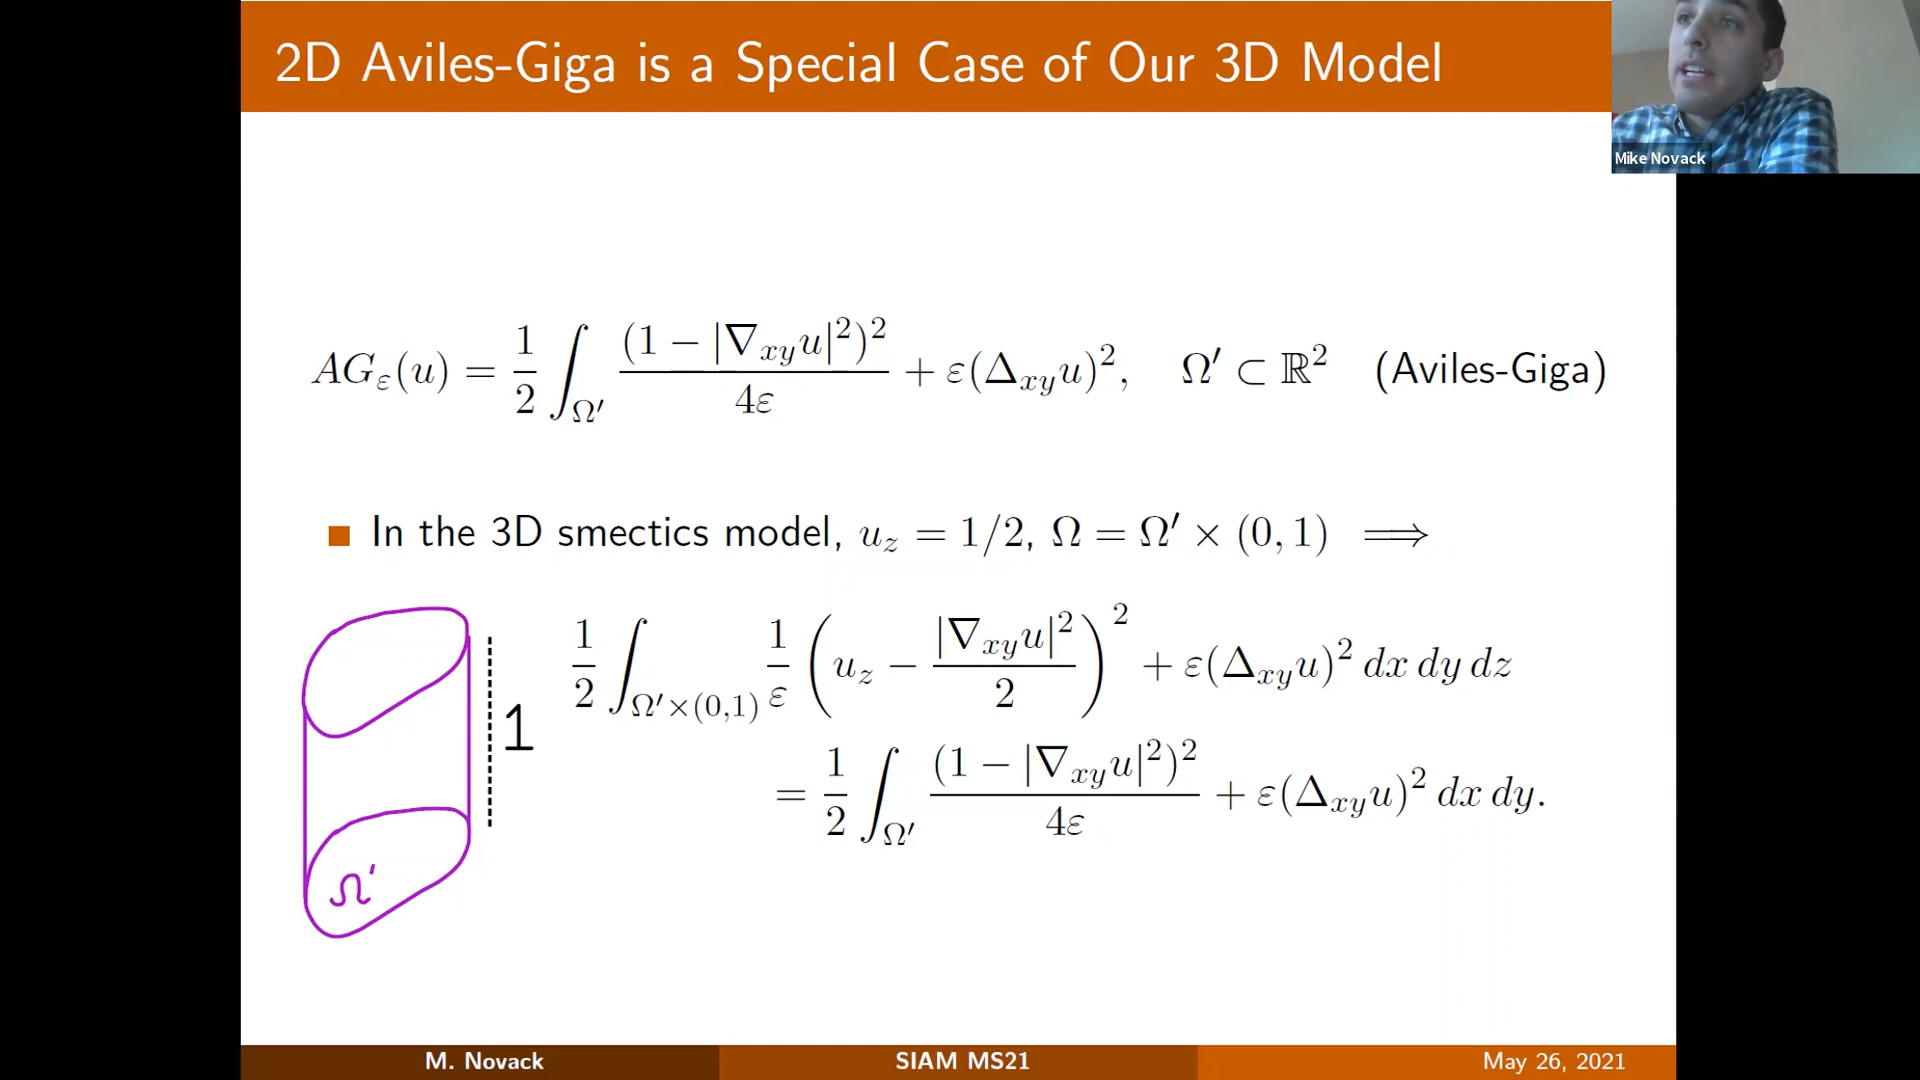 2D Aviles-Giga is a Special Case of Our 3D Model
Mike Novack
AG_ε(u) = 1/2 ∫_Ω′ (1 − |∇_xy u|²)² / 4ε + ε(Δ_xy u)², Ω′ ⊂ ℝ² (Aviles-Giga)
In the 3D smectics model, u_z = 1/2, Ω = Ω′ × (0, 1) ⟹
1/2 ∫_Ω′×(0,1) 1/ε (u_z − |∇_xy u|²/2)² + ε(Δ_xy u)² dx dy dz
1
= 1/2 ∫_Ω′ (1 − |∇_xy u|²)² / 4ε + ε(Δ_xy u)² dx dy.
Ω′
M. Novack
SIAM MS21
May 26, 2021